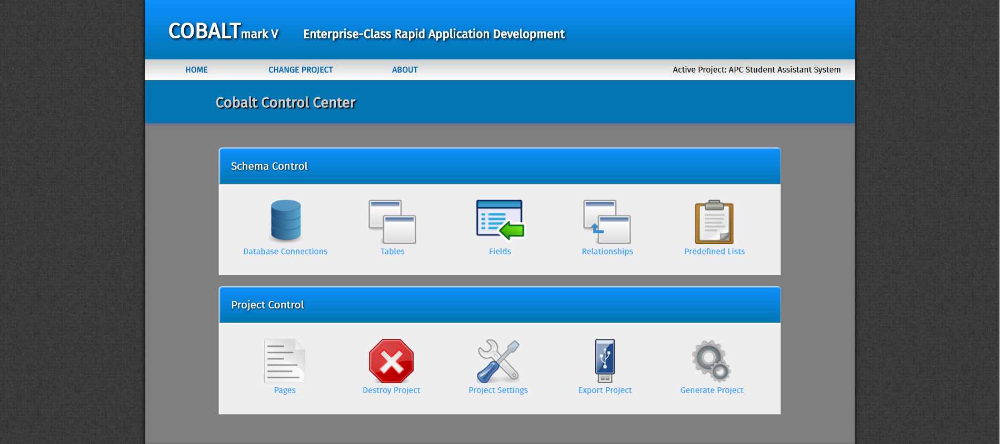 COBALTmark V Enterprise-Class Rapid Application Development
HOME CHANGE PROJECT ABOUT Active Project: APC Student Assistant System
Cobalt Control Center
Schema Control
Database Connections Tables Fields Relationships Predefined Lists
Project Control
Pages Destroy Project Project Settings Export Project Generate Project